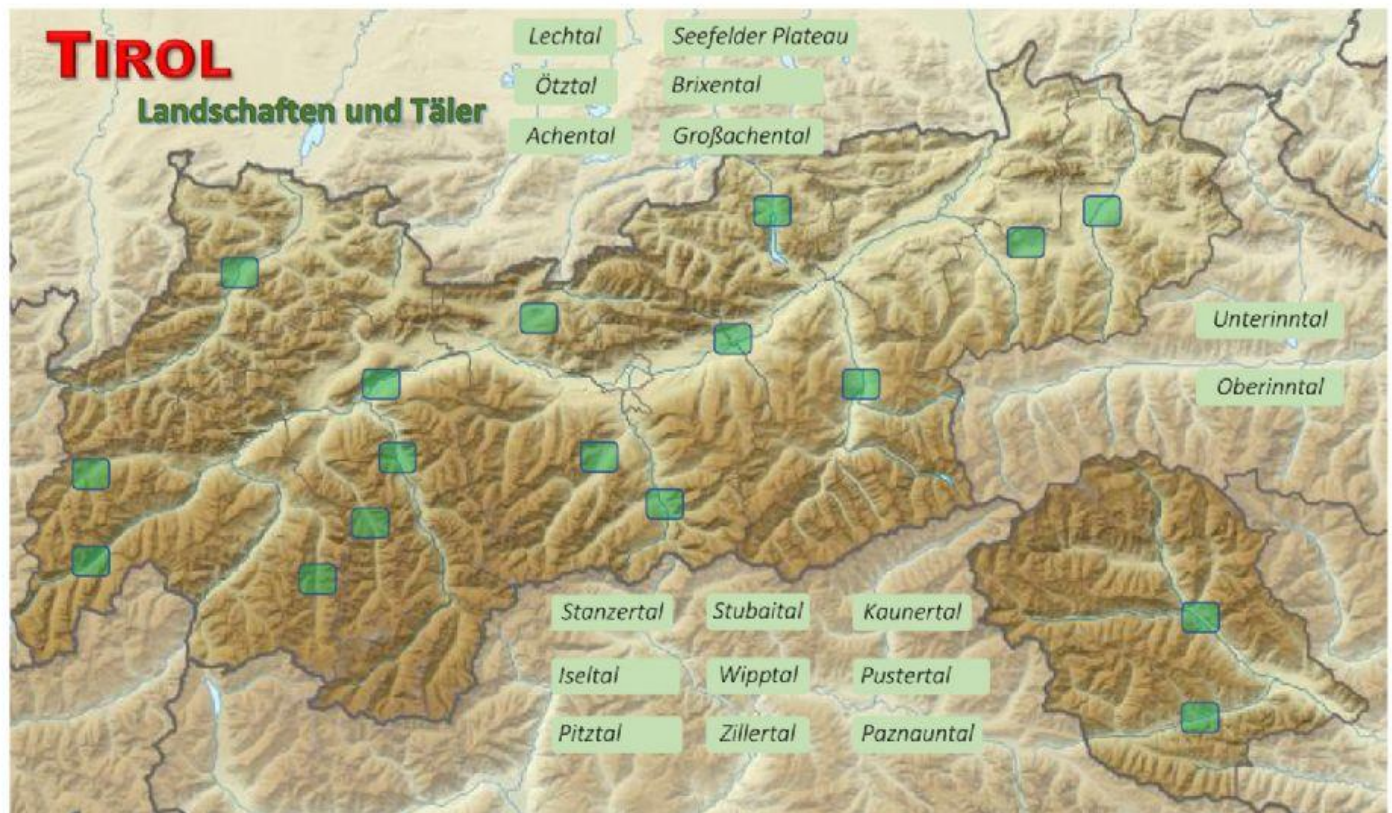 TIROL
Landschaften und Täler
Lechtal
Seefelder Plateau
Ötztal
Brixental
Achental
Großachental
Unterinntal
Oberinntal
Stanzertal
Stubaital
Kaunertal
Iseltal
Wipptal
Pustertal
Pitztal
Zillertal
Paznauntal